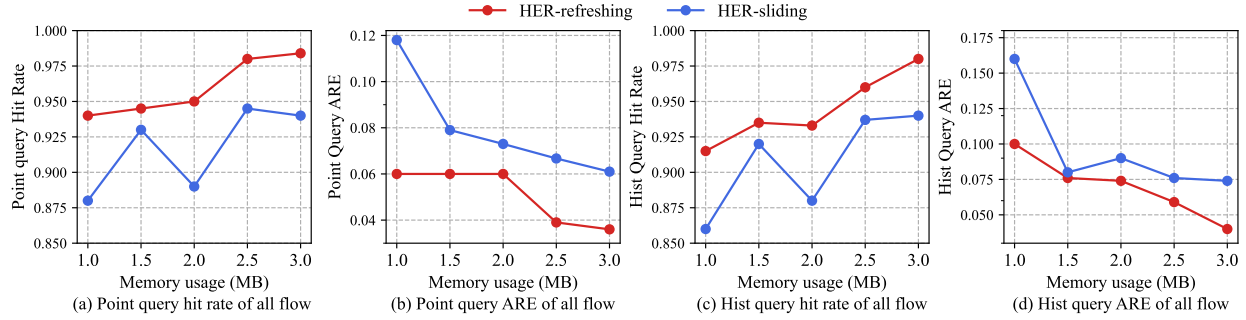 HER-refreshing HER-sliding
Point query Hit Rate
1.000
0.975
0.950
0.925
0.900
0.875
0.850
1.0 1.5 2.0 2.5 3.0
Memory usage (MB)
(a) Point query hit rate of all flow
Point Query ARE
0.12
0.10
0.08
0.06
0.04
1.0 1.5 2.0 2.5 3.0
Memory usage (MB)
(b) Point query ARE of all flow
Hist Query Hit Rate
1.000
0.975
0.950
0.925
0.900
0.875
0.850
1.0 1.5 2.0 2.5 3.0
Memory usage (MB)
(c) Hist query hit rate of all flow
Hist Query ARE
0.175
0.150
0.125
0.100
0.075
0.050
1.0 1.5 2.0 2.5 3.0
Memory usage (MB)
(d) Hist query ARE of all flow